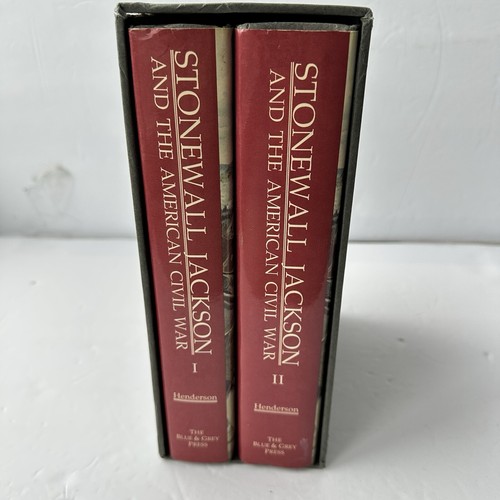 STONEWALL JACKSON
AND THE AMERICAN CIVIL WAR
I
Henderson
THE
BLUE & GREY
PRESS
STONEWALL JACKSON
AND THE AMERICAN CIVIL WAR
II
Henderson
THE
BLUE & GREY
PRESS